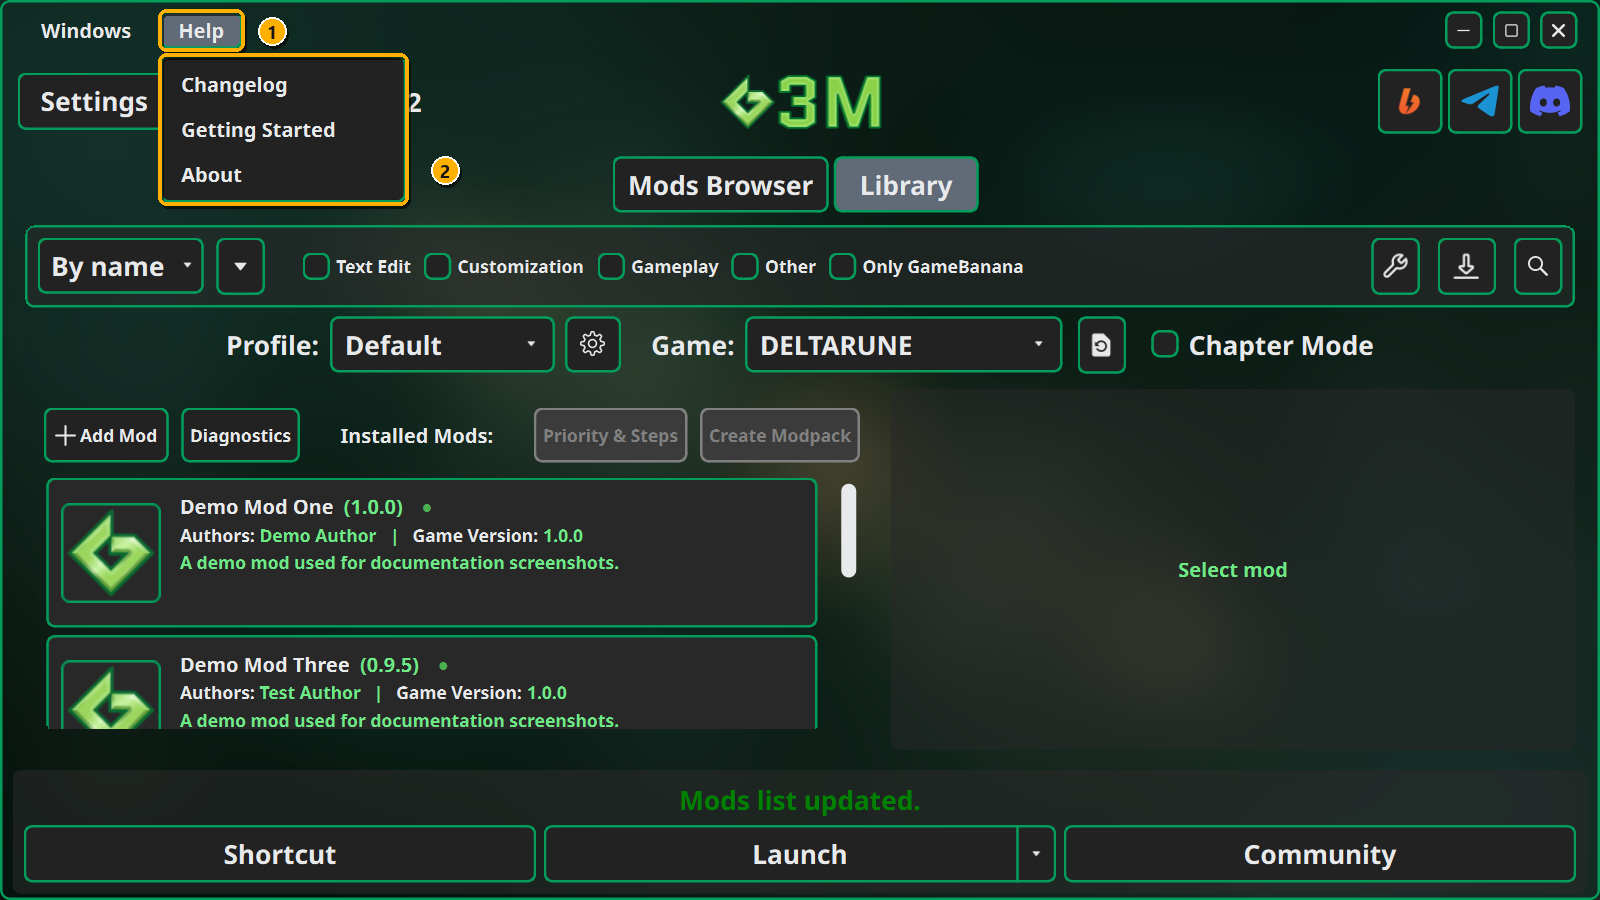 Windows
Help
1
Changelog
Getting Started
About
2
Settings
2
3M
Mods Browser
Library
By name
Text Edit
Customization
Gameplay
Other
Only GameBanana
Profile:
Default
Game:
DELTARUNE
Chapter Mode
Add Mod
Diagnostics
Installed Mods:
Priority & Steps
Create Modpack
Demo Mod One (1.0.0)
Authors: Demo Author | Game Version: 1.0.0
A demo mod used for documentation screenshots.
Demo Mod Three (0.9.5)
Authors: Test Author | Game Version: 1.0.0
A demo mod used for documentation screenshots.
Select mod
Mods list updated.
Shortcut
Launch
Community